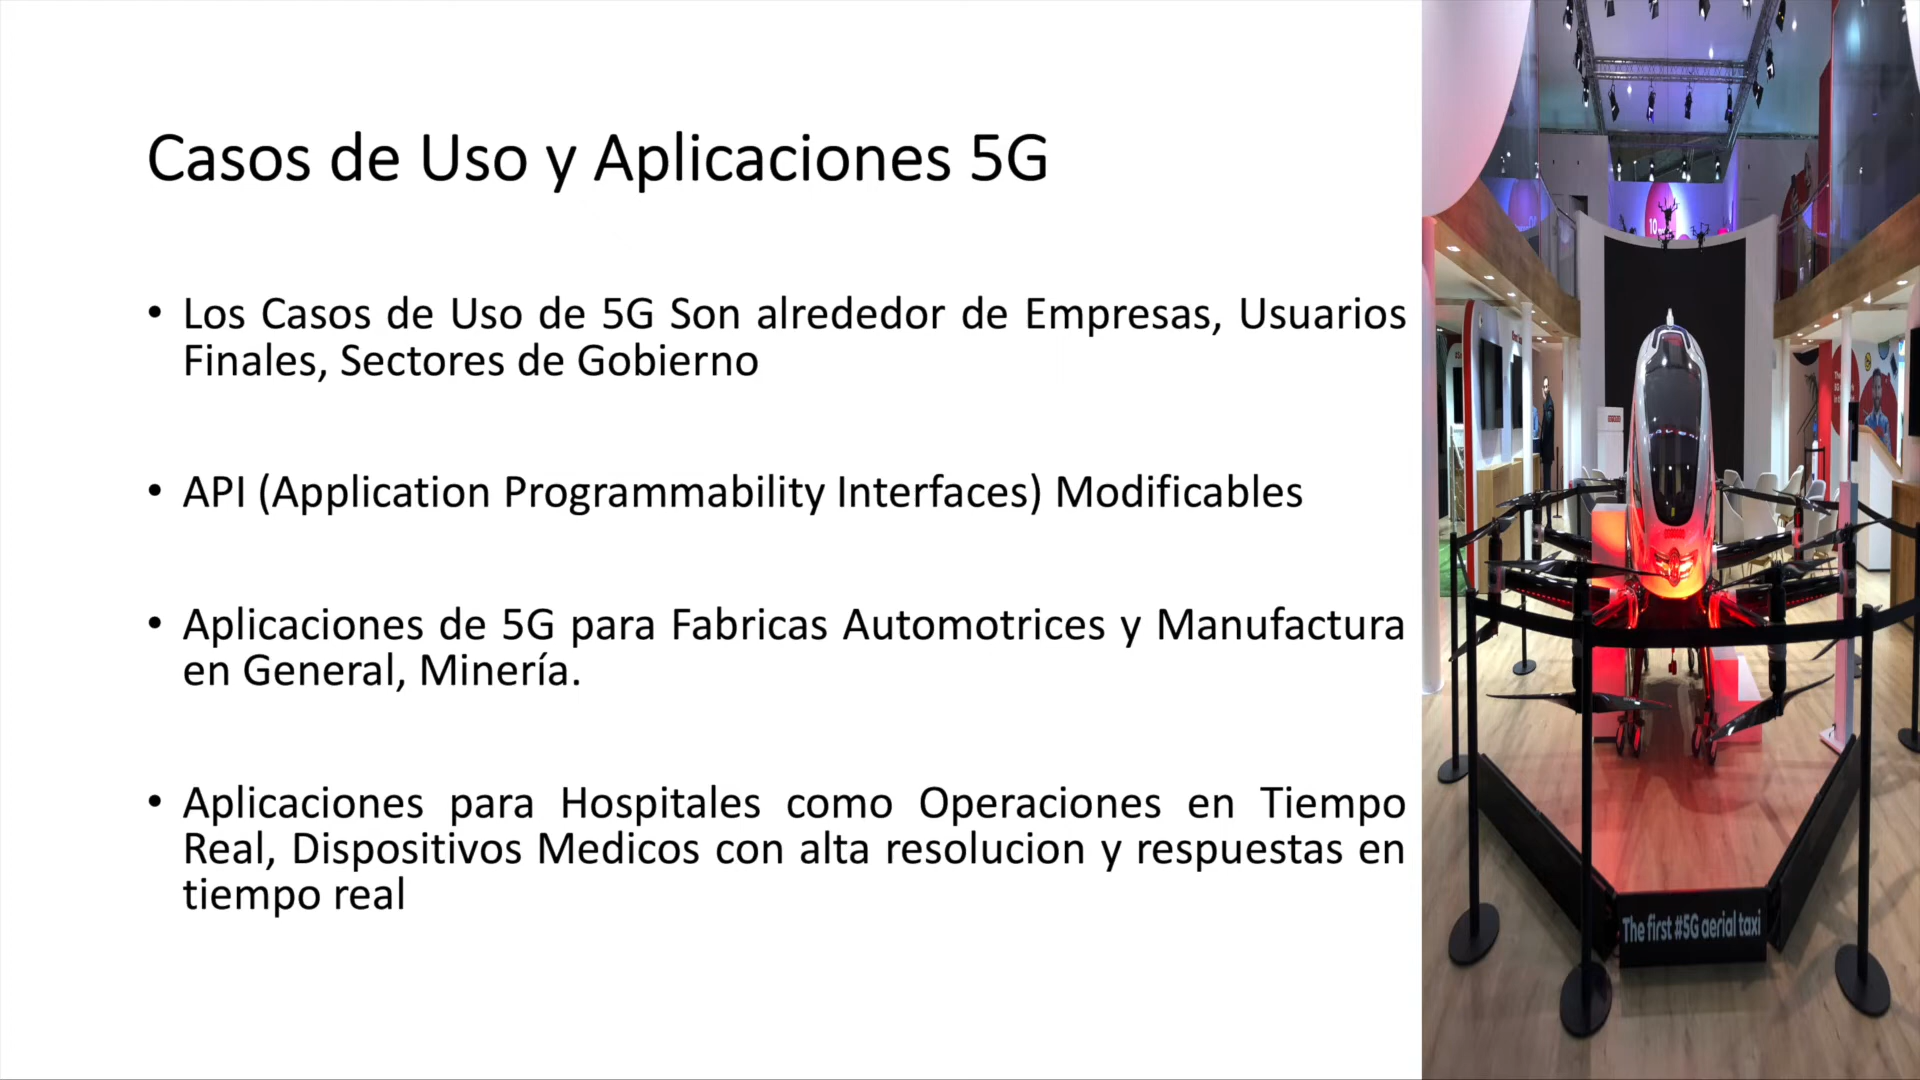 Casos de Uso y Aplicaciones 5G
• Los Casos de Uso de 5G Son alrededor de Empresas, Usuarios
Finales, Sectores de Gobierno
• API (Application Programmability Interfaces) Modificables
• Aplicaciones de 5G para Fabricas Automotrices y Manufactura
en General, Minería.
• Aplicaciones para Hospitales como Operaciones en Tiempo
Real, Dispositivos Medicos con alta resolucion y respuestas en
tiempo real
10
The first #5G aerial taxi